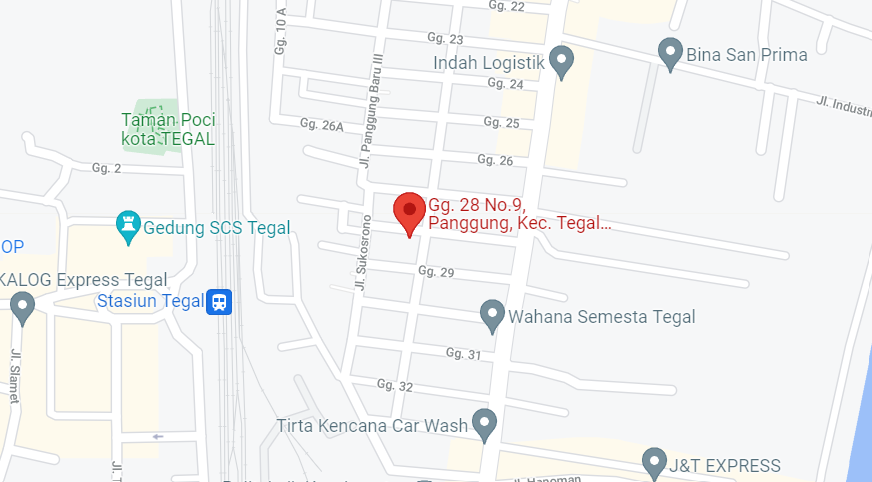 Gg. 10 A
Gg. 23
Indah Logistik
Bina San Prima
Gg. 24
Jl. Panggung Baru III
Jl. Industri
Taman Poci
kota TEGAL
Gg. 26A
Gg. 25
Gg. 26
Gg. 2
Gg. 28 No.9,
Panggung, Kec. Tegal...
Gedung SCS Tegal
OP
Jl. Sukosrono
KALOG Express Tegal
Gg. 29
Stasiun Tegal
Wahana Semesta Tegal
Jl. Slamet
Gg. 31
Gg. 32
Tirta Kencana Car Wash
J&T EXPRESS
Jl. Hanoman